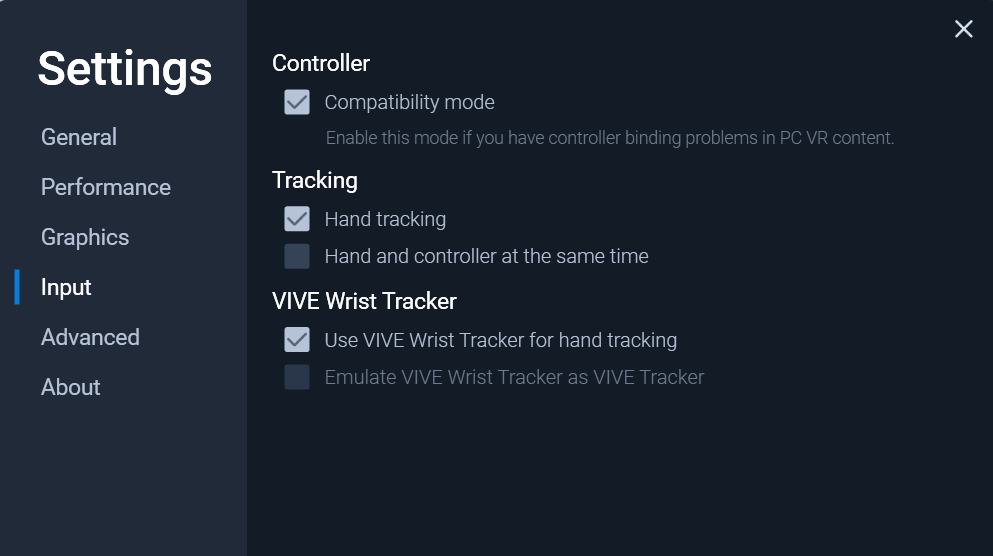 Settings
General
Performance
Graphics
Input
Advanced
About
Controller
Compatibility mode
Enable this mode if you have controller binding problems in PC VR content.
Tracking
Hand tracking
Hand and controller at the same time
VIVE Wrist Tracker
Use VIVE Wrist Tracker for hand tracking
Emulate VIVE Wrist Tracker as VIVE Tracker